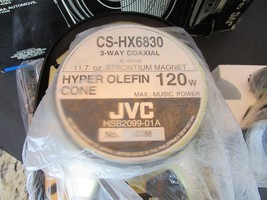 CS-HX6830
3-WAY COAXIAL
11.7 oz STRONTIUM MAGNET
HYPER OLEFIN
CONE
120W
MAX. MUSIC POWER
JVC
HSB2099-01A
No.